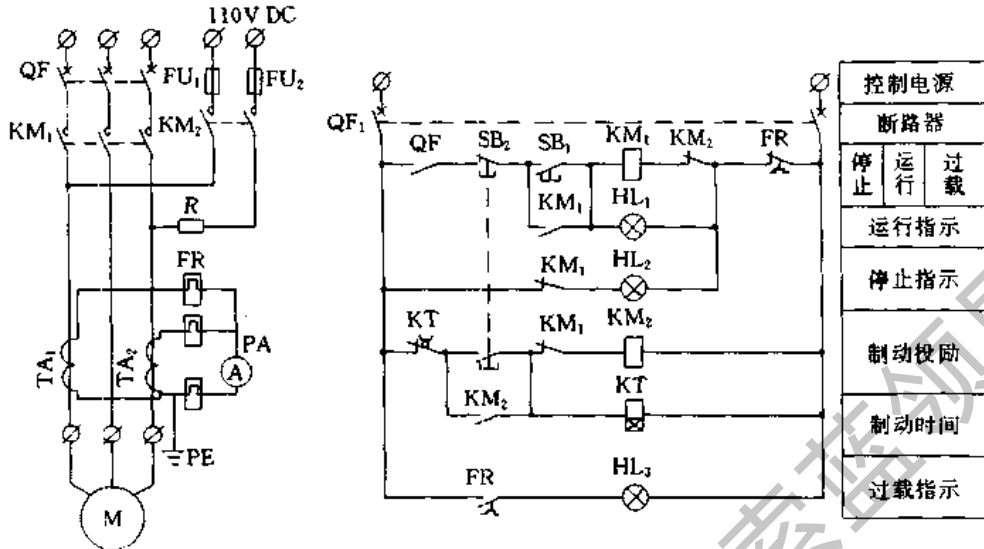 110V DC
QF
FU₁
FU₂
KM₁
KM₂
R
FR
TA₁
TA₂
PA
A
PE
M
QF₁
QF
SB₂
SB₁
KM₁
KM₂
FR
KM₁
HL₁
KM₁
HL₂
KT
KM₁
KM₂
KM₂
KT
FR
HL₃
控制电源
断路器
停止
运行
过载
运行指示
停止指示
制动投励
制动时间
过载指示
索蓝领